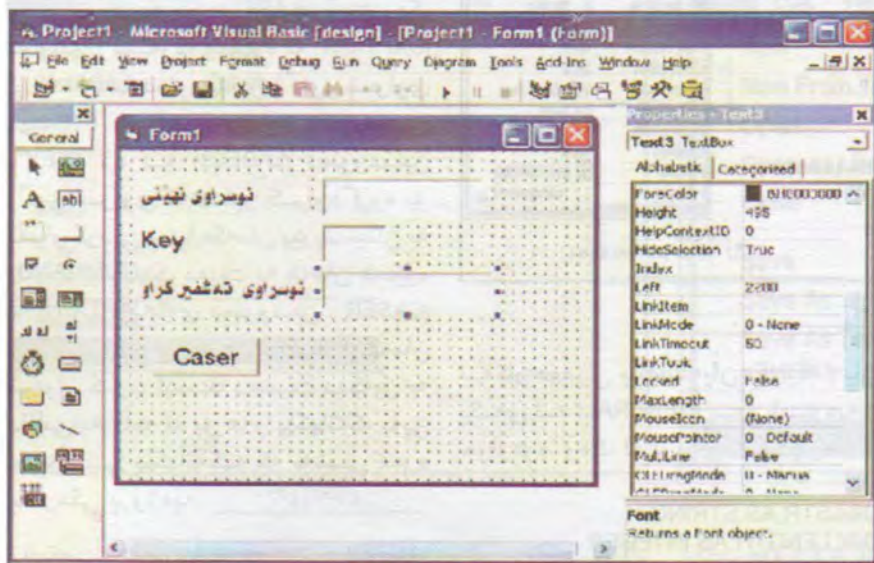 Project1 - Microsoft Visual Basic [design] - [Project1 - Form1 (Form)]
File Edit View Project Format Debug Run Query Diagram Tools Add-Ins Window Help
General
Form1
نوسراوی نهێنی
Key
نوسراوی تەشفیر کراو
Caser
Properties - Text3
Text3 TextBox
Alphabetic Categorized
ForeColor
Height 495
HelpContextID 0
HideSelection True
Index
Left
LinkItem
LinkMode 0 - None
LinkTimeout 50
LinkTopic
Locked False
MaxLength 0
MouseIcon (None)
MousePointer 0 - Default
MultiLine False
OLEDragMode 0 - Manual
Font
Returns a Font object.